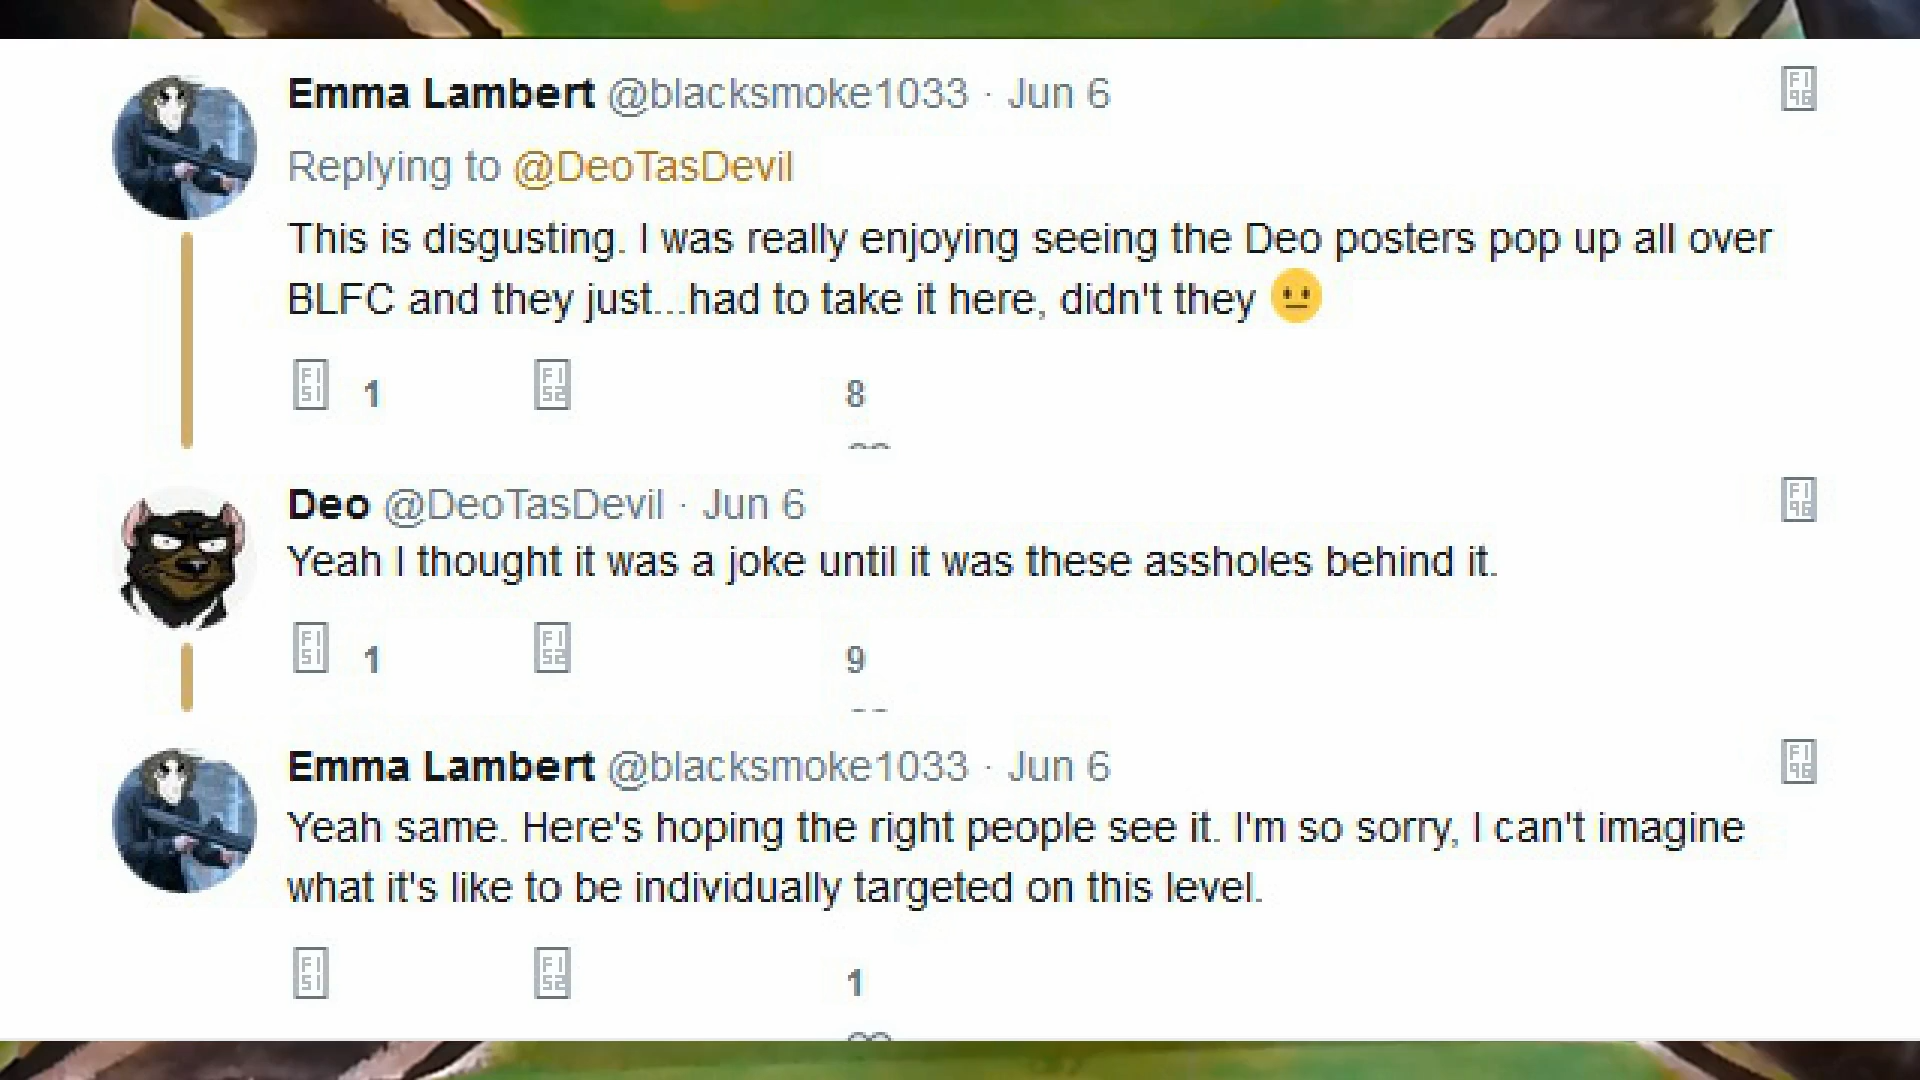 Emma Lambert @blacksmoke1033 · Jun 6
Replying to @DeoTasDevil
This is disgusting. I was really enjoying seeing the Deo posters pop up all over
BLFC and they just...had to take it here, didn't they 😐
1 8
Deo @DeoTasDevil · Jun 6
Yeah I thought it was a joke until it was these assholes behind it.
1 9
Emma Lambert @blacksmoke1033 · Jun 6
Yeah same. Here's hoping the right people see it. I'm so sorry, I can't imagine
what it's like to be individually targeted on this level.
1